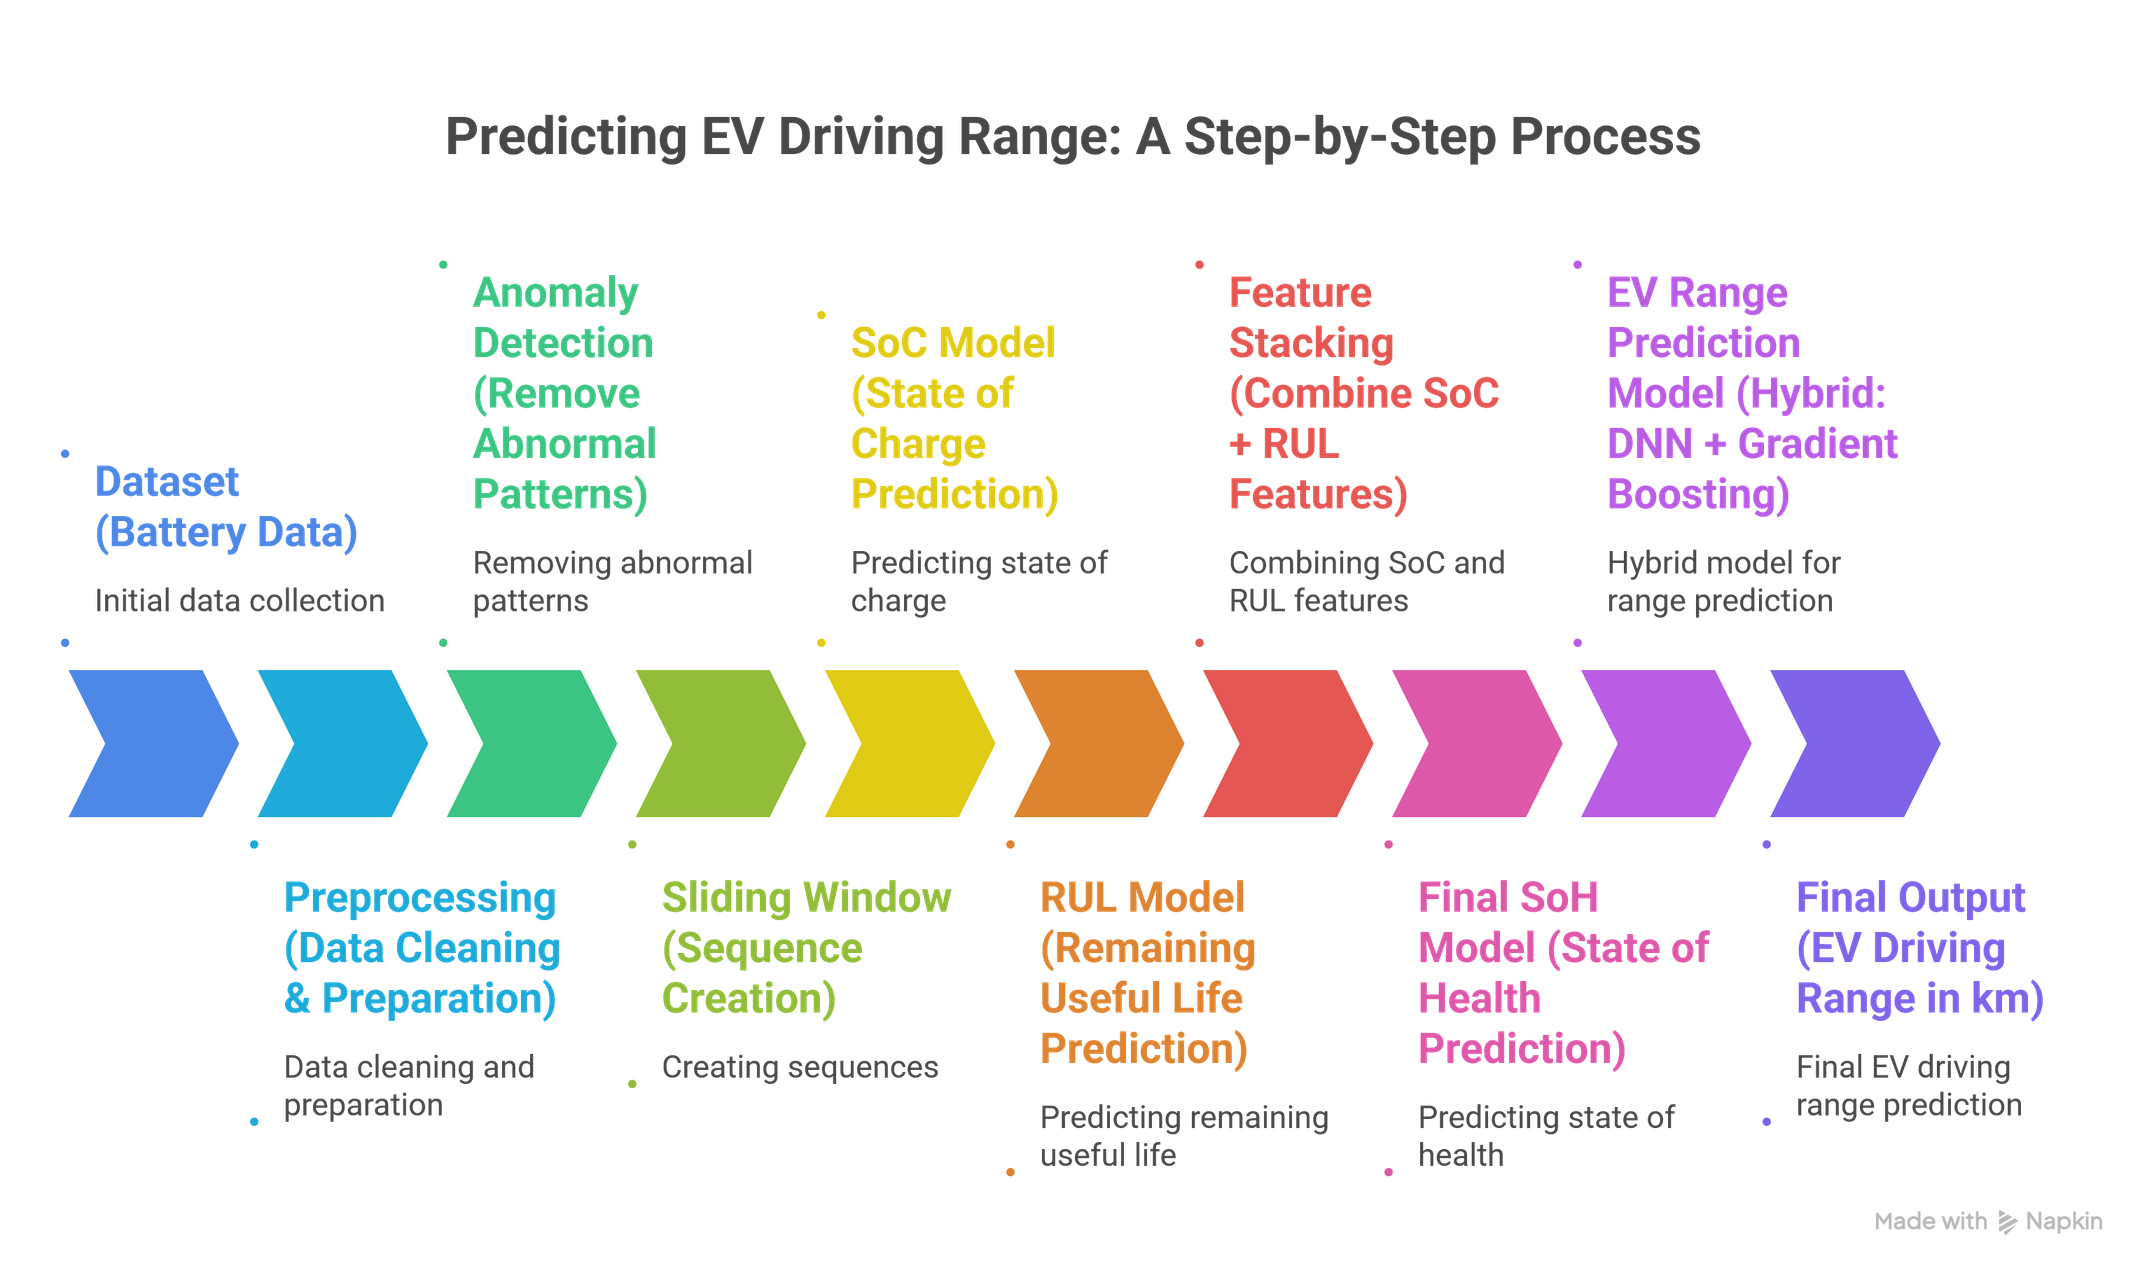 Predicting EV Driving Range: A Step-by-Step Process
Dataset
(Battery Data)
Initial data collection
Preprocessing
(Data Cleaning
& Preparation)
Data cleaning and
preparation
Anomaly
Detection
(Remove
Abnormal
Patterns)
Removing abnormal
patterns
Sliding Window
(Sequence
Creation)
Creating sequences
SoC Model
(State of
Charge
Prediction)
Predicting state of
charge
RUL Model
(Remaining
Useful Life
Prediction)
Predicting remaining
useful life
Feature
Stacking
(Combine SoC
+ RUL
Features)
Combining SoC and
RUL features
Final SoH
Model (State of
Health
Prediction)
Predicting state of
health
EV Range
Prediction
Model (Hybrid:
DNN + Gradient
Boosting)
Hybrid model for
range prediction
Final Output
(EV Driving
Range in km)
Final EV driving
range prediction
Made with Napkin